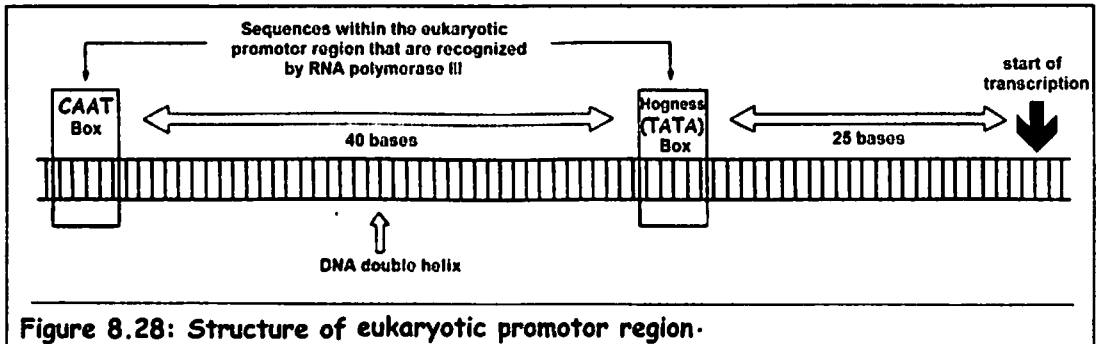 Sequences within the eukaryotic
promotor region that are recognized
by RNA polymorase III
start of
transcription
CAAT
Box
Hogness
(TATA)
Box
40 bases
25 bases
DNA double helix
Figure 8.28: Structure of eukaryotic promotor region.